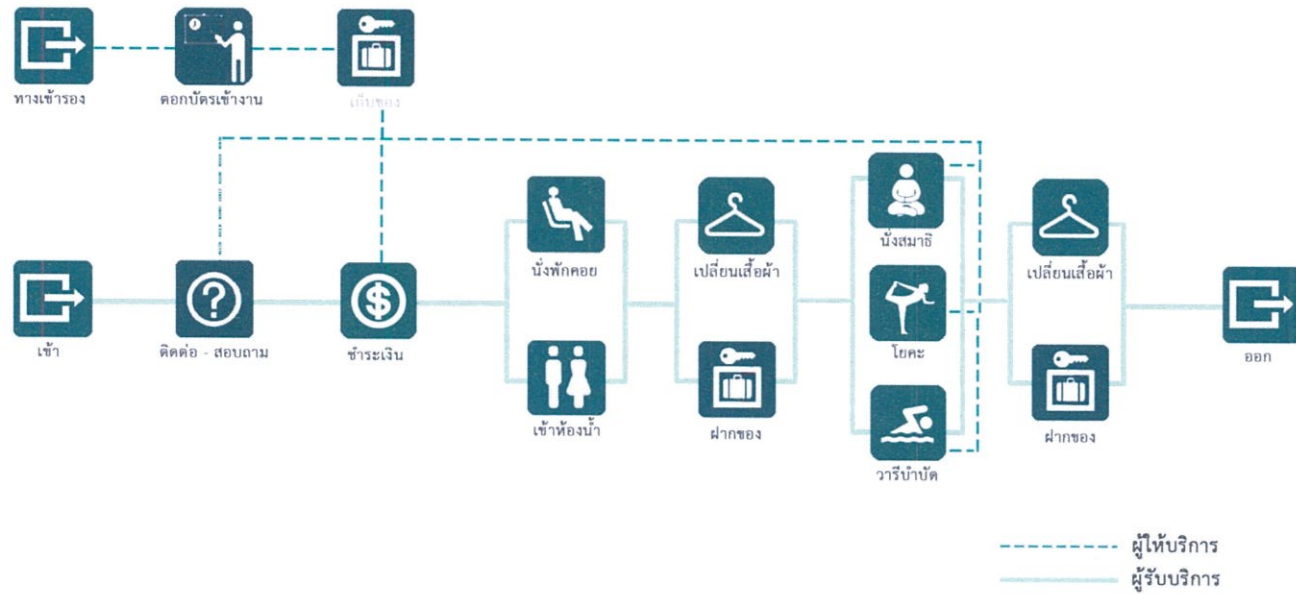 ทางเข้ารอง
ตอกบัตรเข้างาน
เก็บของ
นั่งสมาธิ
นั่งพักคอย
เปลี่ยนเสื้อผ้า
เปลี่ยนเสื้อผ้า
เข้า
ติดต่อ - สอบถาม
ชำระเงิน
โยคะ
ออก
เข้าห้องน้ำ
ฝากของ
ฝากของ
วารีบำบัด
ผู้ให้บริการ
ผู้รับบริการ